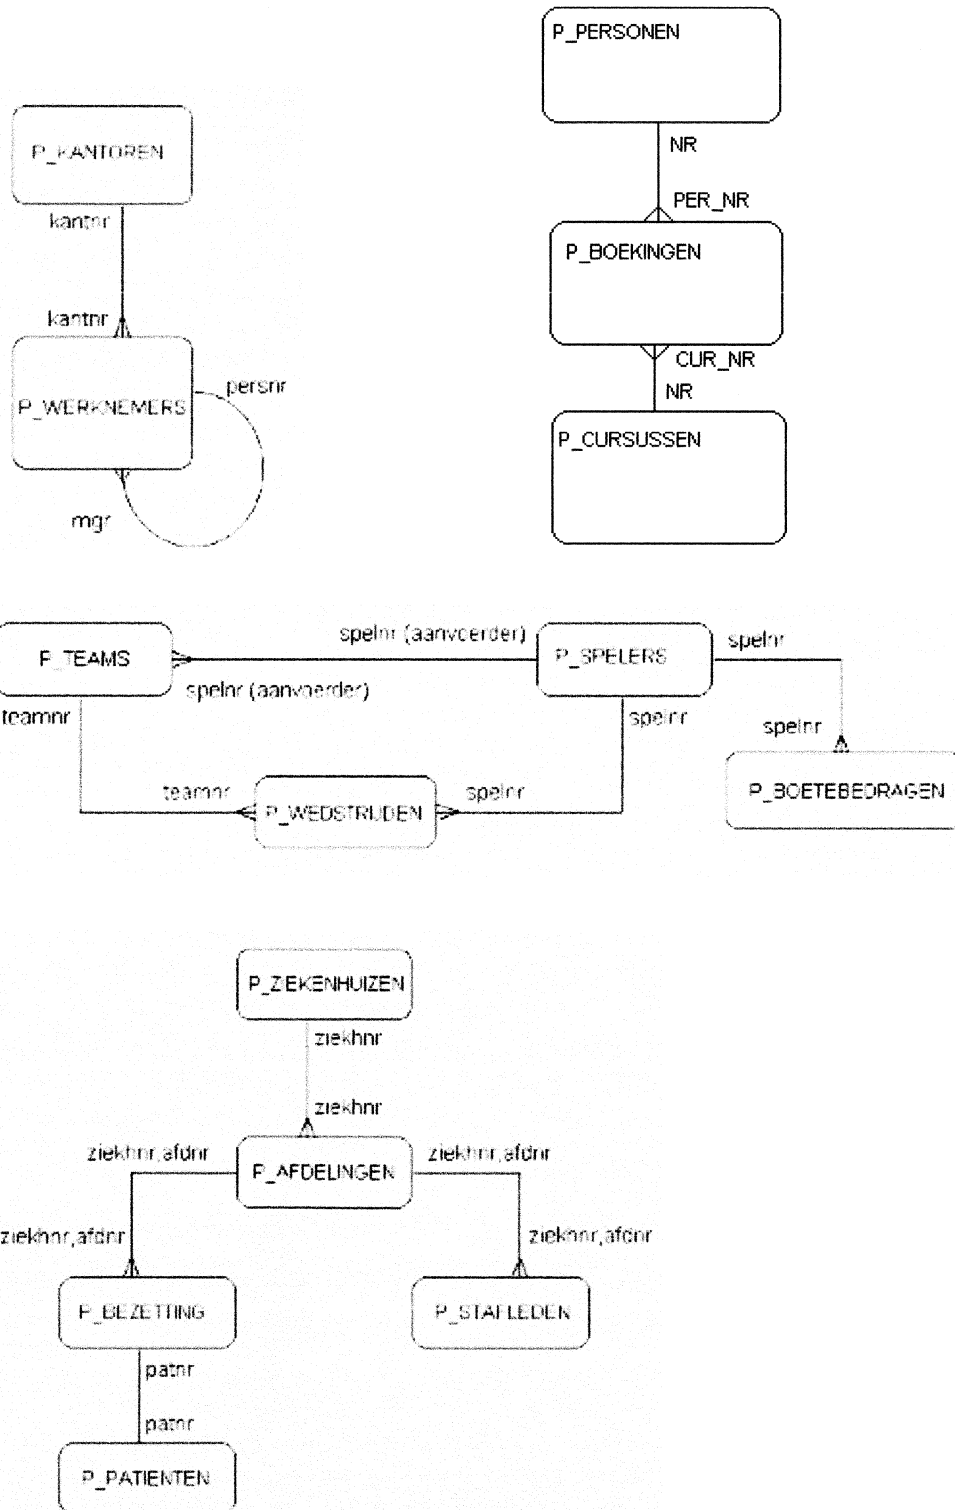 P_PERSONEN
NR
PER_NR
P_BOEKINGEN
CUR_NR
NR
P_CURSUSSEN
P_KANTOREN
kantnr
kantnr
P_WERKNEMERS
persnr
mgr
P_TEAMS
spelnr (aanvoerder)
spelnr (aanvoerder)
P_SPELERS
spelnr
teamnr
spelnr
spelnr
teamnr
P_WEDSTRIJDEN
spelnr
P_BOETEBEDRAGEN
P_ZIEKENHUIZEN
ziekhnr
ziekhnr
ziekhnr,afdnr
P_AFDELINGEN
ziekhnr,afdnr
ziekhnr,afdnr
ziekhnr,afdnr
P_BEZETTING
P_STAFLEDEN
patnr
patnr
P_PATIENTEN